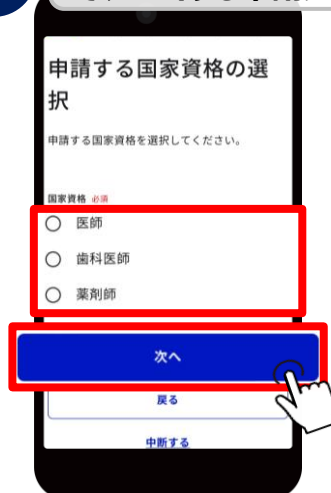 申請する国家資格の選
択
申請する国家資格を選択してください。
国家資格 必須
医師
歯科医師
薬剤師
次へ
戻る
中断する